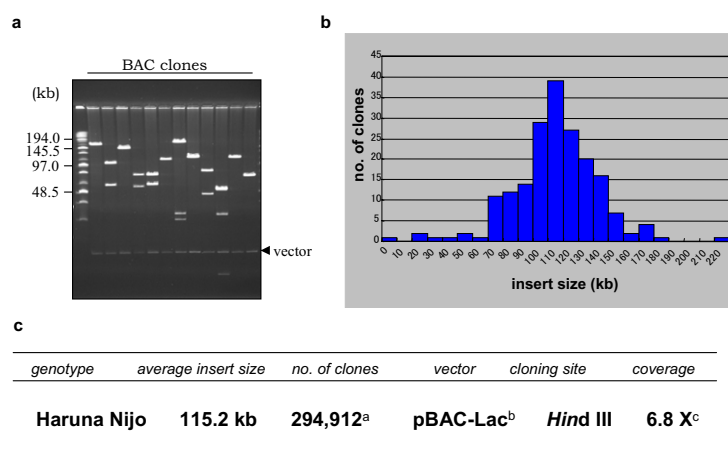 a
BAC clones
(kb)
194.0
145.5
97.0
48.5
vector
b
no. of clones
45
40
35
30
25
20
15
10
5
0
0 10 20 30 40 50 60 70 80 90 100 110 120 130 140 150 160 170 180 190 200 210 220
insert size (kb)
c
genotype average insert size no. of clones vector cloning site coverage
Haruna Nijo 115.2 kb 294,912a pBAC-Lacb Hind III 6.8 Xc